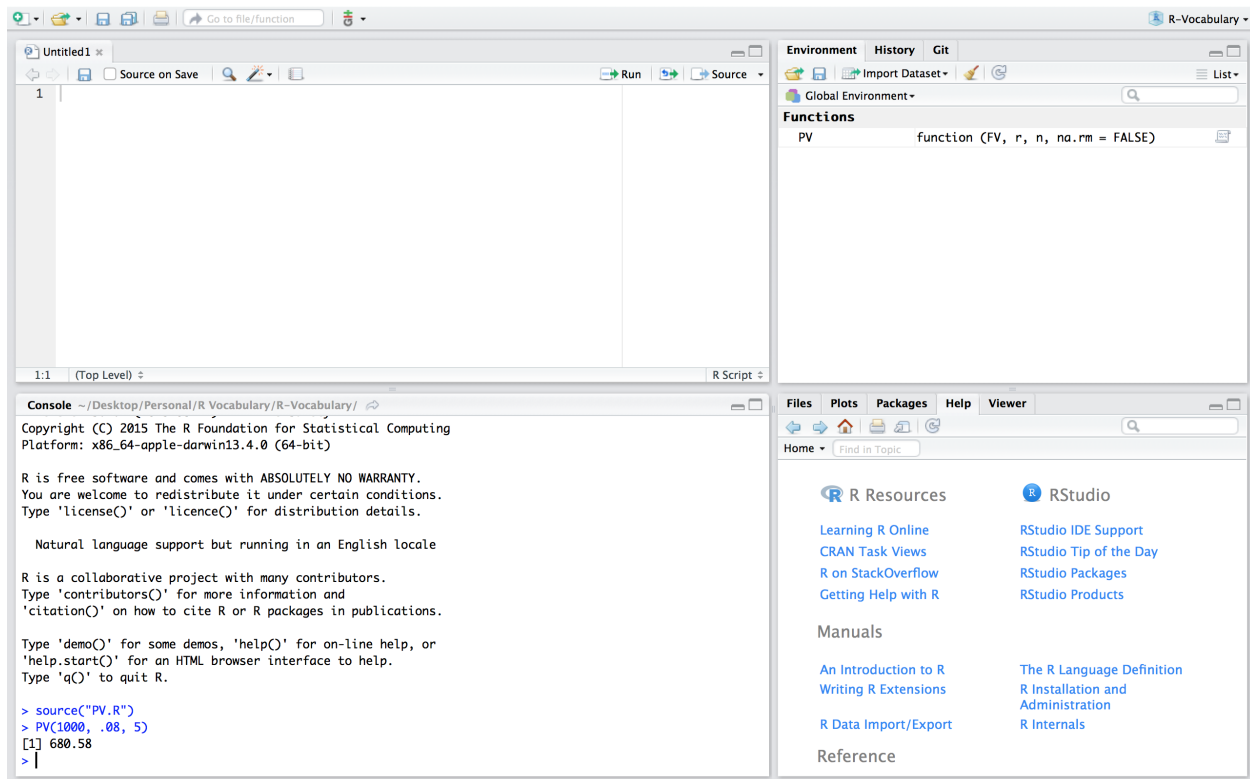 Go to file/function
R-Vocabulary
Untitled1
Source on Save
Run
Source
1
1:1 (Top Level)
R Script
Environment History Git
Import Dataset
List
Global Environment
Functions
PV function (FV, r, n, na.rm = FALSE)
Console ~/Desktop/Personal/R Vocabulary/R-Vocabulary/
Copyright (C) 2015 The R Foundation for Statistical Computing
Platform: x86_64-apple-darwin13.4.0 (64-bit)
R is free software and comes with ABSOLUTELY NO WARRANTY.
You are welcome to redistribute it under certain conditions.
Type 'license()' or 'licence()' for distribution details.
Natural language support but running in an English locale
R is a collaborative project with many contributors.
Type 'contributors()' for more information and
'citation()' on how to cite R or R packages in publications.
Type 'demo()' for some demos, 'help()' for on-line help, or
'help.start()' for an HTML browser interface to help.
Type 'q()' to quit R.
> source("PV.R")
> PV(1000, .08, 5)
[1] 680.58
>
Files Plots Packages Help Viewer
Home Find in Topic
R Resources
Learning R Online
CRAN Task Views
R on StackOverflow
Getting Help with R
R RStudio
RStudio IDE Support
RStudio Tip of the Day
RStudio Packages
RStudio Products
Manuals
An Introduction to R
Writing R Extensions
R Data Import/Export
The R Language Definition
R Installation and
Administration
R Internals
Reference